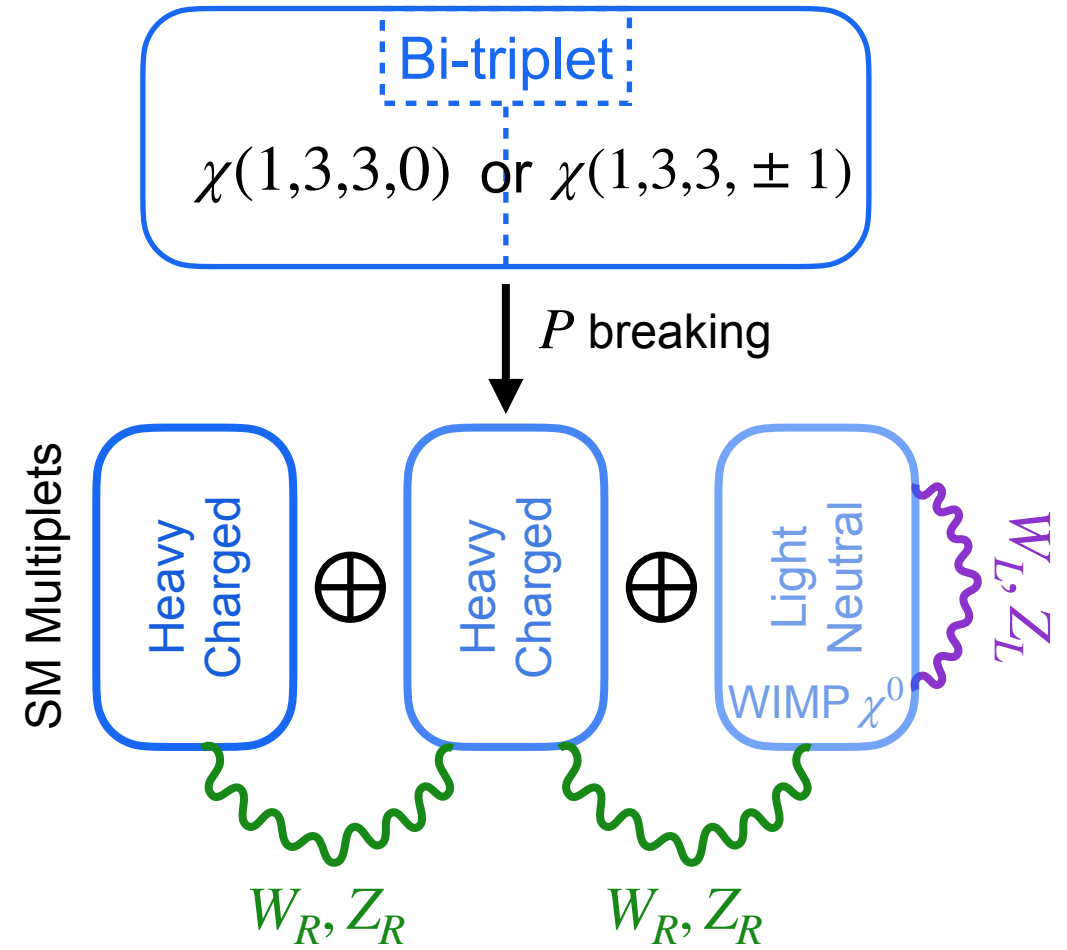 Bi-triplet
χ(1,3,3,0) or χ(1,3,3, ± 1)
P breaking
SM Multiplets
Heavy
Charged
Heavy
Charged
Light
Neutral
WIMP χ⁰
W_L, Z_L
W_R, Z_R
W_R, Z_R